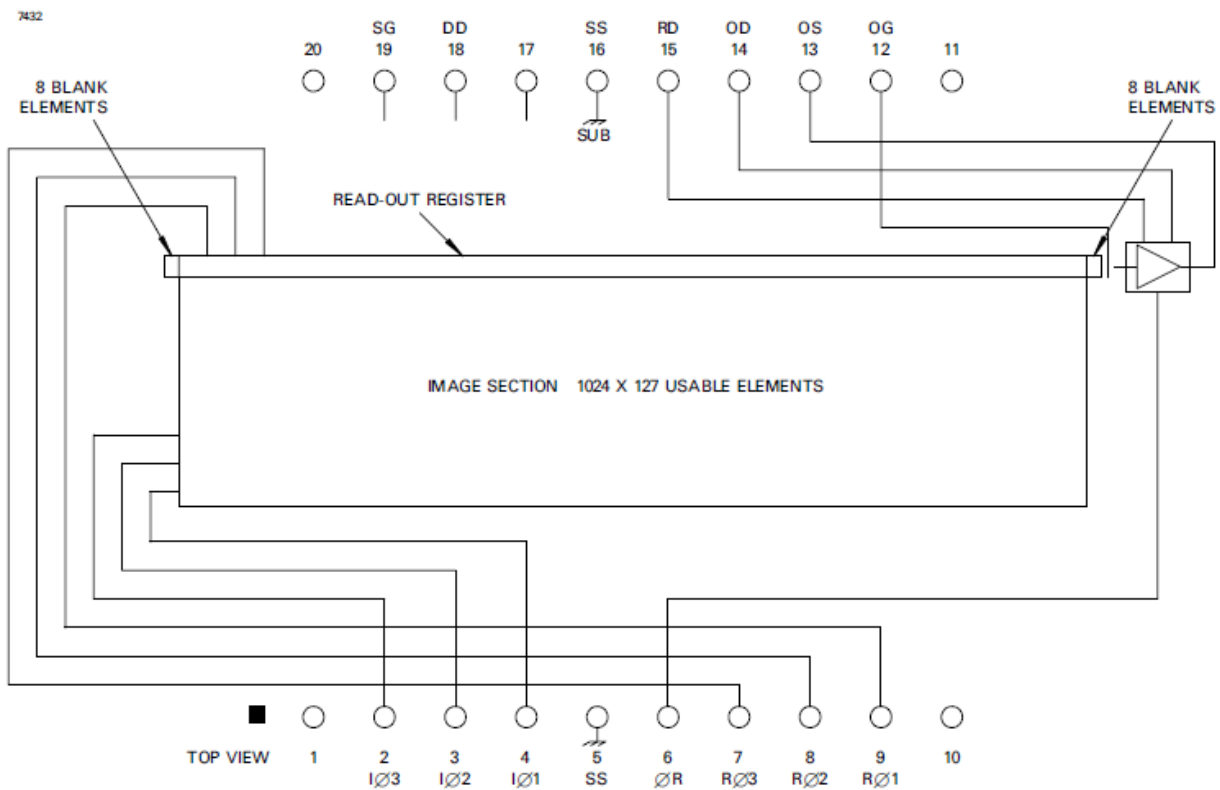 7432
SG DD SS RD OD OS OG
20 19 18 17 16 15 14 13 12 11
8 BLANK
ELEMENTS
8 BLANK
ELEMENTS
SUB
READ-OUT REGISTER
IMAGE SECTION 1024 X 127 USABLE ELEMENTS
TOP VIEW 1 2 3 4 5 6 7 8 9 10
I∅3 I∅2 I∅1 SS ∅R R∅3 R∅2 R∅1